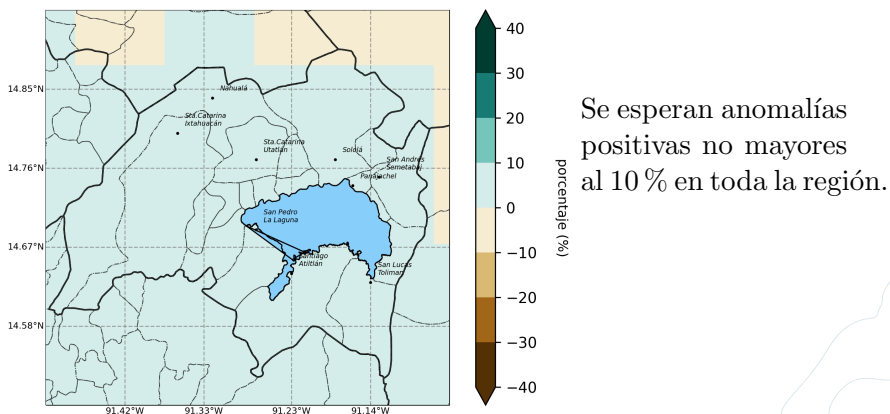 14.85°N
14.76°N
14.67°N
14.58°N
91.42°W
91.33°W
91.23°W
91.14°W
Nahualá
Sta.Catarina
Ixtahuacán
Sta.Catarina
Utatlán
Sololá
San Andrés
Semetabaj
Panajachel
San Pedro
La Laguna
Santiago
Atitlán
San Lucas
Tolimán
40
30
20
10
0
−10
−20
−30
−40
porcentaje (%)
Se esperan anomalías
positivas no mayores
al 10 % en toda la región.